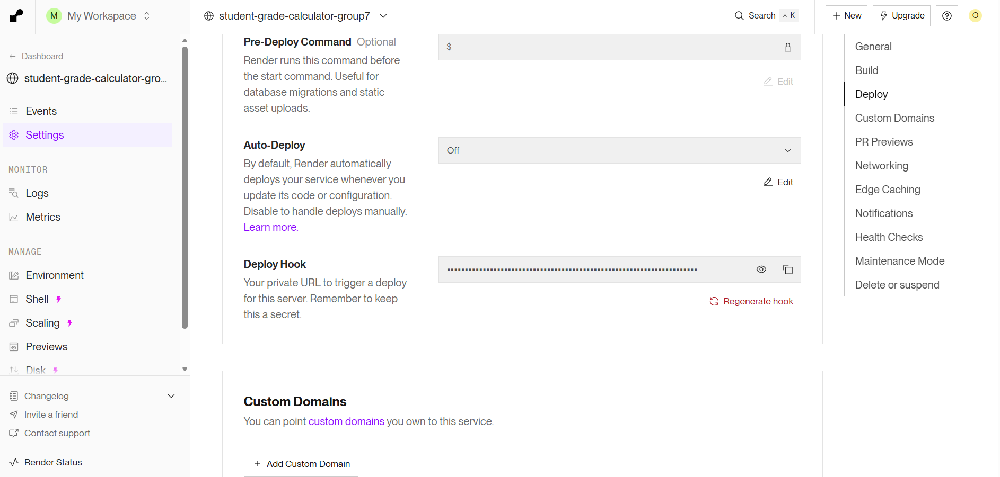 M My Workspace
student-grade-calculator-group7
Search ^ K
+ New
Upgrade
O
← Dashboard
student-grade-calculator-gro...
Events
Settings
MONITOR
Logs
Metrics
MANAGE
Environment
Shell
Scaling
Previews
Disk
Changelog
Invite a friend
Contact support
Render Status
Pre-Deploy Command Optional
Render runs this command before
the start command. Useful for
database migrations and static
asset uploads.
$
Edit
Auto-Deploy
By default, Render automatically
deploys your service whenever you
update its code or configuration.
Disable to handle deploys manually.
Learn more.
Off
Edit
Deploy Hook
Your private URL to trigger a deploy
for this server. Remember to keep
this a secret.
Regenerate hook
Custom Domains
You can point custom domains you own to this service.
+ Add Custom Domain
General
Build
Deploy
Custom Domains
PR Previews
Networking
Edge Caching
Notifications
Health Checks
Maintenance Mode
Delete or suspend